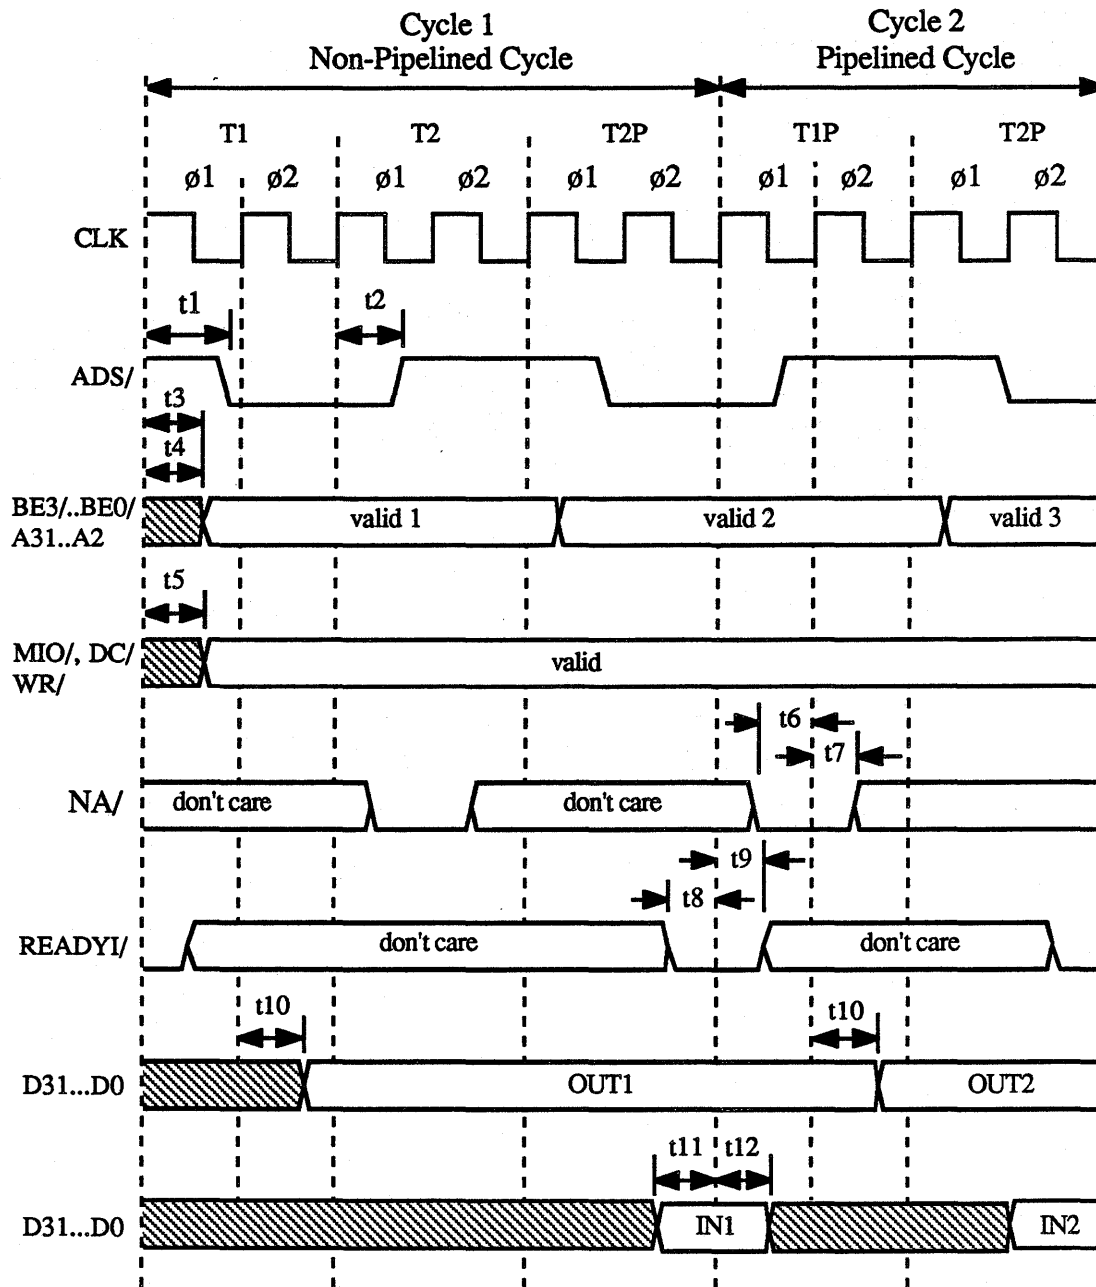 Cycle 1
Non-Pipelined Cycle
Cycle 2
Pipelined Cycle
T1 T2 T2P T1P T2P
ø1 ø2 ø1 ø2 ø1 ø2 ø1 ø2 ø1 ø2
CLK
t1 t2
ADS/
t3
t4
BE3/..BE0/
A31..A2
valid 1 valid 2 valid 3
t5
MIO/, DC/
WR/
valid
t6
t7
NA/ don't care don't care
t9
t8
READYI/ don't care don't care
t10 t10
D31...D0 OUT1 OUT2
t11 t12
D31...D0 IN1 IN2